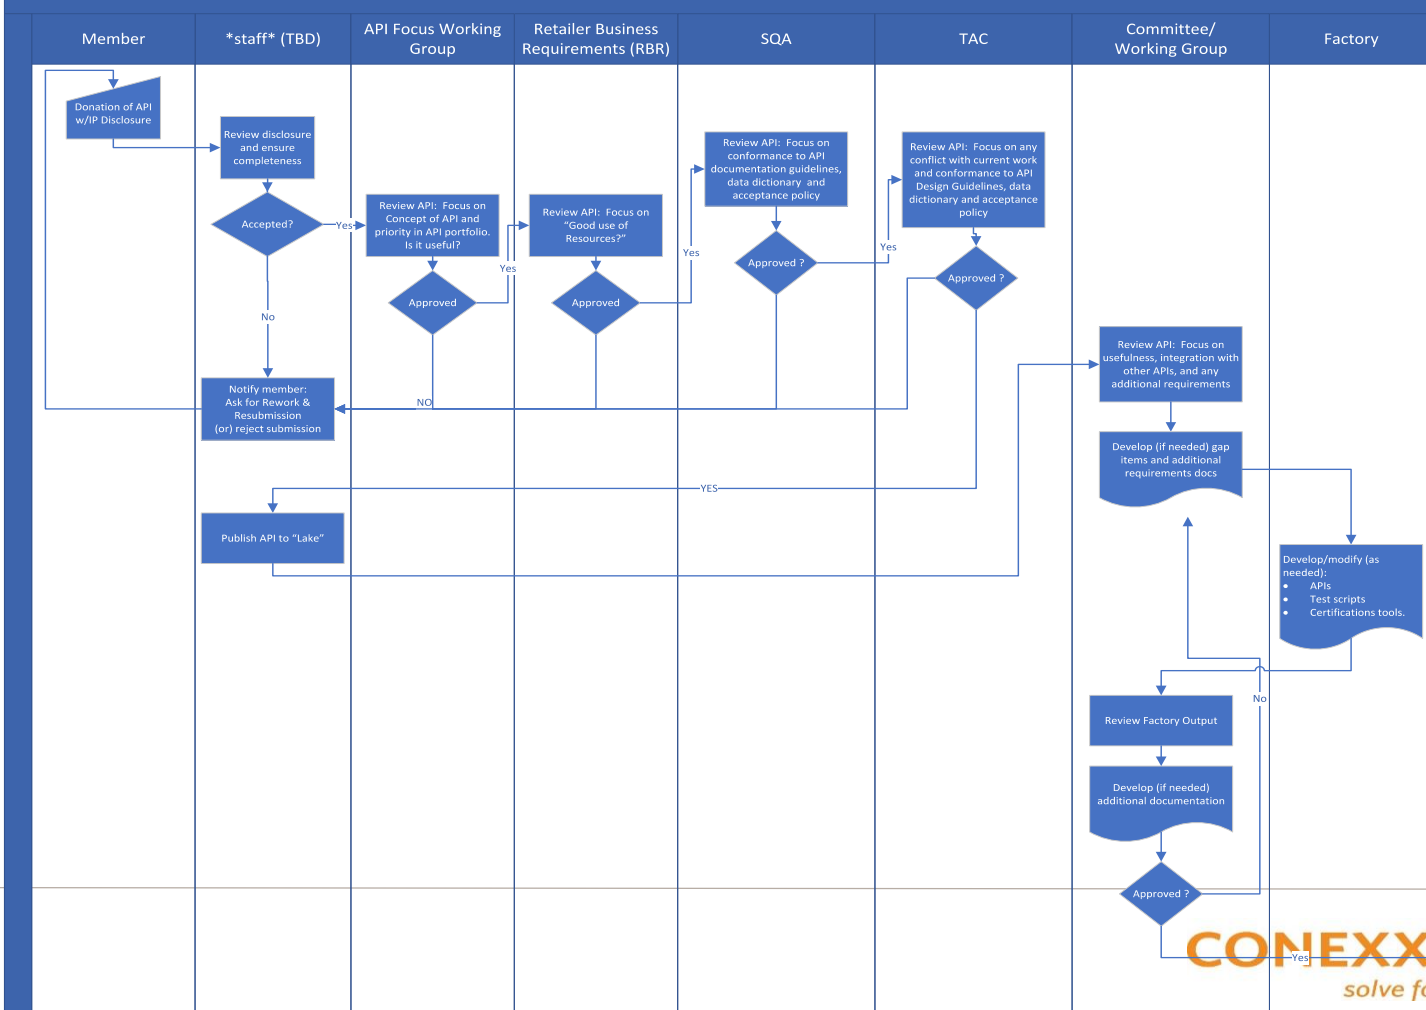 Member
*staff* (TBD)
API Focus Working
Group
Retailer Business
Requirements (RBR)
SQA
TAC
Committee/
Working Group
Factory
Donation of API
w/IP Disclosure
Review disclosure
and ensure
completeness
Accepted?
Yes
No
Notify member:
Ask for Rework &
Resubmission
(or) reject submission
Publish API to “Lake”
Review API:  Focus on
Concept of API and
priority in API portfolio.
Is it useful?
Approved
Yes
NO
Review API:  Focus on
“Good use of
Resources?”
Approved
Yes
Review API:  Focus on
conformance to API
documentation guidelines,
data dictionary  and
acceptance policy
Approved ?
Yes
YES
Review API:  Focus on any
conflict with current work
and conformance to API
Design Guidelines, data
dictionary and acceptance
policy
Approved ?
Review API:  Focus on
usefulness, integration with
other APIs, and any
additional requirements
Develop (if needed) gap
items and additional
requirements docs
Develop/modify (as
needed):
• APIs
• Test scripts
• Certifications tools.
No
Review Factory Output
Develop (if needed)
additional documentation
Approved ?
Yes
CONEXX
solve fo